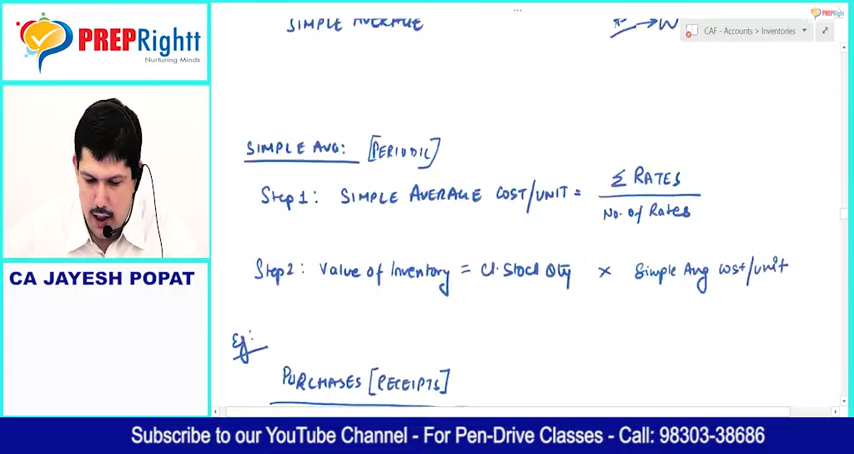 SIMPLE AVERAGE
PREPRightt
Nurturing Minds
PREPRightt
CAF - Accounts > Inventories
SIMPLE AVG: [PERIODIC]
Step 1: SIMPLE AVERAGE COST/UNIT = Σ RATES
No. of Rates
Step 2: Value of Inventory = Cl. Stock Qty × Simple Avg Cost/unit
CA JAYESH POPAT
Eg:
PURCHASES [RECEIPTS]
Subscribe to our YouTube Channel - For Pen-Drive Classes - Call: 98303-38686